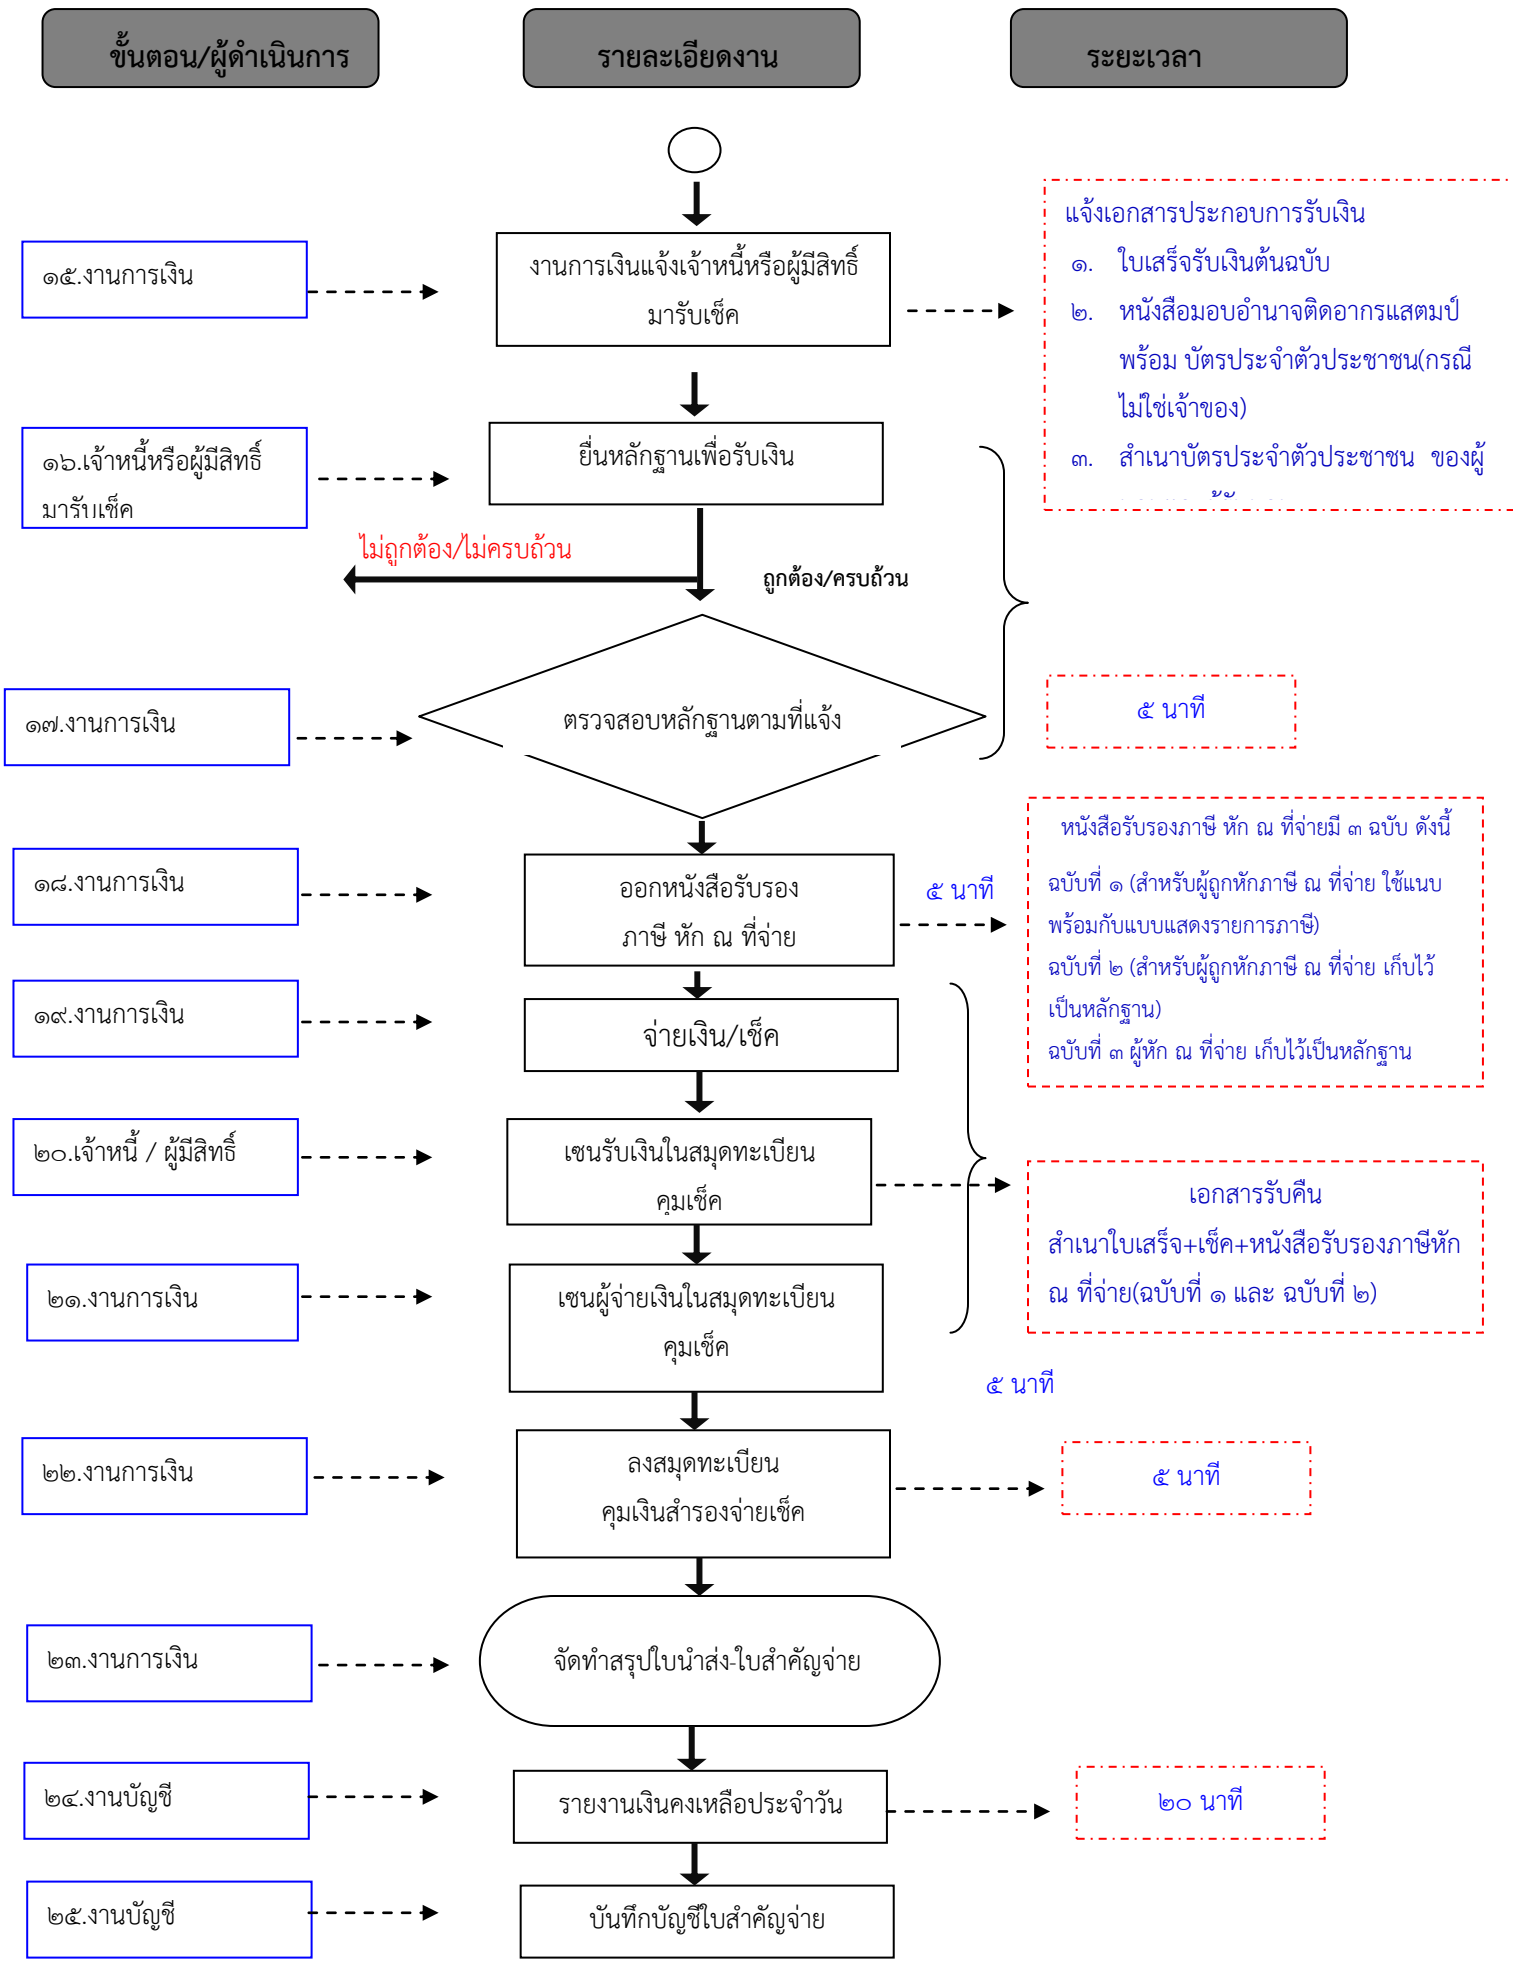 ขั้นตอน/ผู้ดำเนินการ
รายละเอียดงาน
ระยะเวลา
๑๕.งานการเงิน
งานการเงินแจ้งเจ้าหนี้หรือผู้มีสิทธิ์
มารับเช็ค
แจ้งเอกสารประกอบการรับเงิน
๑. ใบเสร็จรับเงินต้นฉบับ
๒. หนังสือมอบอำนาจติดอากรแสตมป์
พร้อม บัตรประจำตัวประชาชน(กรณี
ไม่ใช่เจ้าของ)
๓. สำเนาบัตรประจำตัวประชาชน ของผู้
๑๖.เจ้าหนี้หรือผู้มีสิทธิ์
มารับเช็ค
ยื่นหลักฐานเพื่อรับเงิน
ไม่ถูกต้อง/ไม่ครบถ้วน
ถูกต้อง/ครบถ้วน
๑๗.งานการเงิน
ตรวจสอบหลักฐานตามที่แจ้ง
๕ นาที
๑๘.งานการเงิน
ออกหนังสือรับรอง
ภาษี หัก ณ ที่จ่าย
๕ นาที
หนังสือรับรองภาษี หัก ณ ที่จ่ายมี ๓ ฉบับ ดังนี้
ฉบับที่ ๑ (สำหรับผู้ถูกหักภาษี ณ ที่จ่าย ใช้แนบ
พร้อมกับแบบแสดงรายการภาษี)
ฉบับที่ ๒ (สำหรับผู้ถูกหักภาษี ณ ที่จ่าย เก็บไว้
เป็นหลักฐาน)
ฉบับที่ ๓ ผู้หัก ณ ที่จ่าย เก็บไว้เป็นหลักฐาน
๑๙.งานการเงิน
จ่ายเงิน/เช็ค
๒๐.เจ้าหนี้ / ผู้มีสิทธิ์
เซนรับเงินในสมุดทะเบียน
คุมเช็ค
เอกสารรับคืน
สำเนาใบเสร็จ+เช็ค+หนังสือรับรองภาษีหัก
ณ ที่จ่าย(ฉบับที่ ๑ และ ฉบับที่ ๒)
๒๑.งานการเงิน
เซนผู้จ่ายเงินในสมุดทะเบียน
คุมเช็ค
๕ นาที
๒๒.งานการเงิน
ลงสมุดทะเบียน
คุมเงินสำรองจ่ายเช็ค
๕ นาที
๒๓.งานการเงิน
จัดทำสรุปใบนำส่ง-ใบสำคัญจ่าย
๒๔.งานบัญชี
รายงานเงินคงเหลือประจำวัน
๒๐ นาที
๒๕.งานบัญชี
บันทึกบัญชีใบสำคัญจ่าย